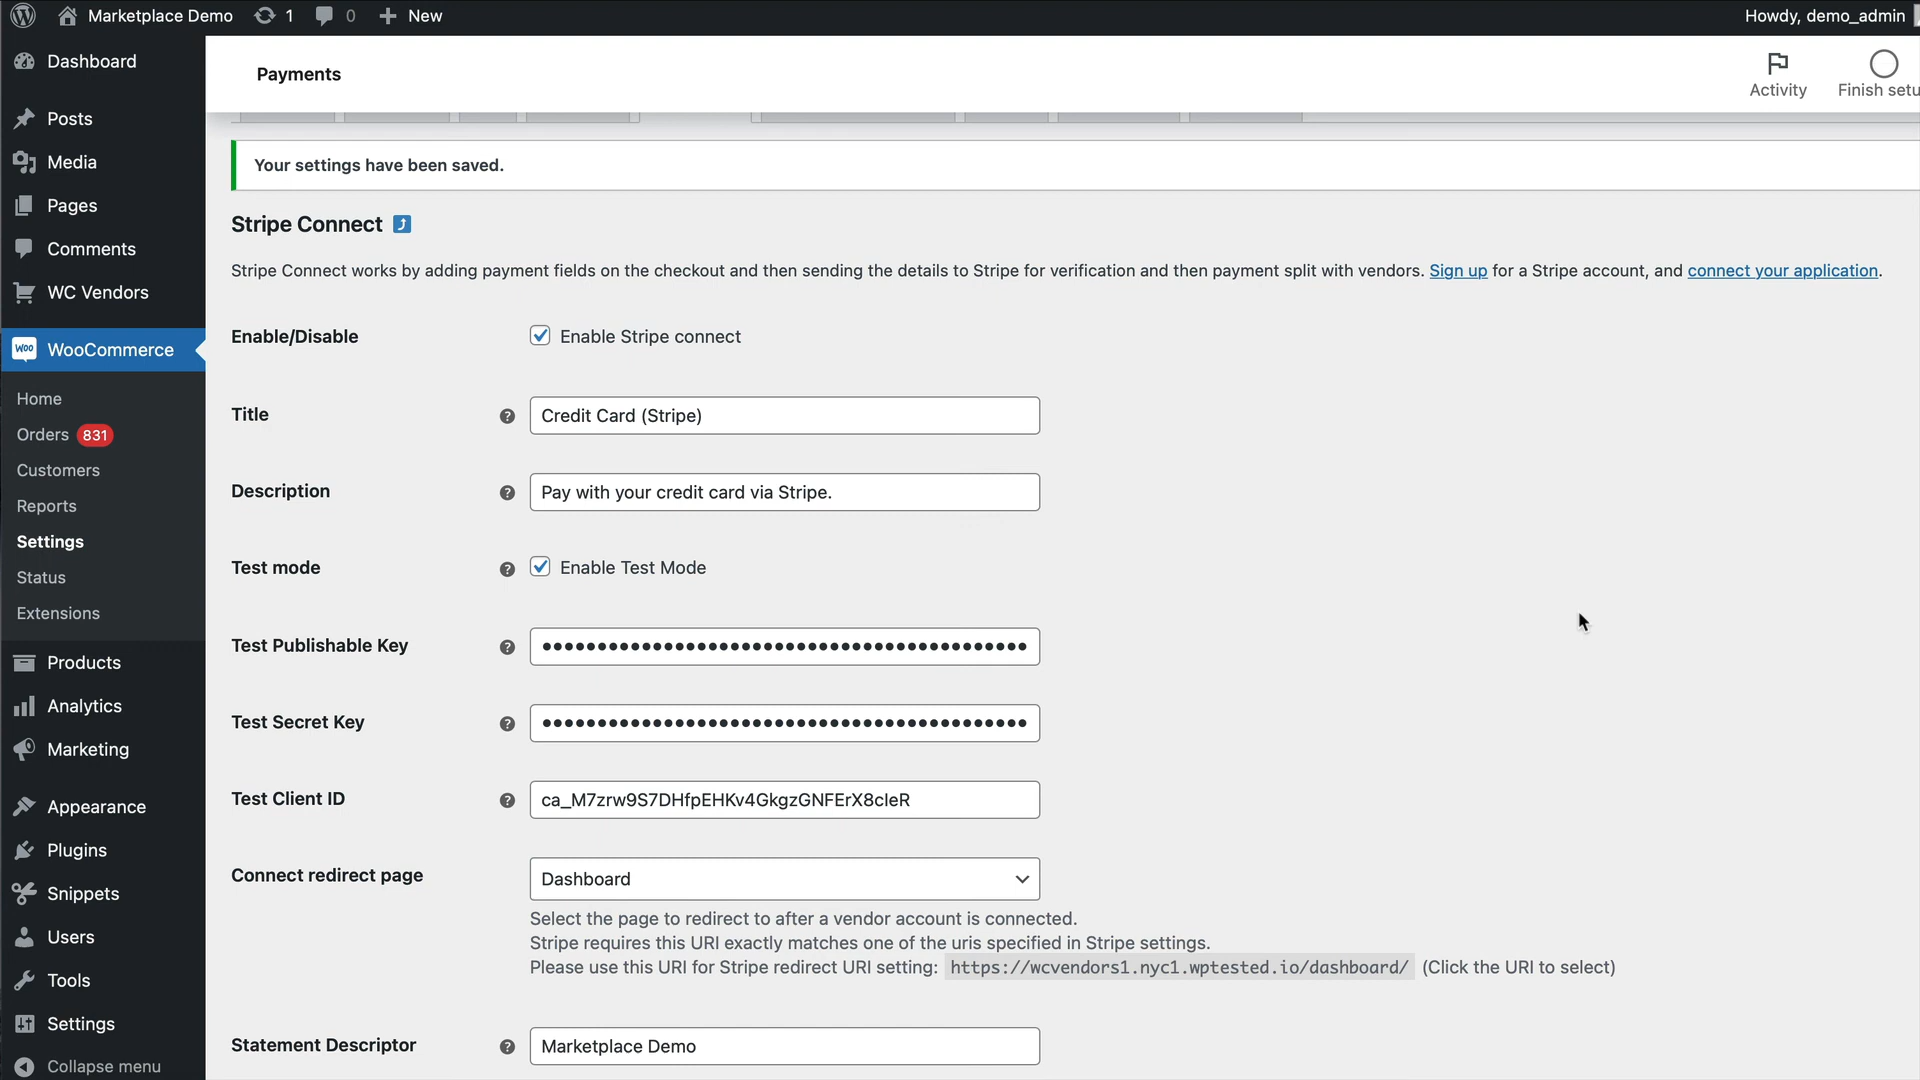 Marketplace Demo 1 0 New Howdy, demo_admin
Dashboard
Posts
Media
Pages
Comments
WC Vendors
Woo WooCommerce
Home
Orders 831
Customers
Reports
Settings
Status
Extensions
Products
Analytics
Marketing
Appearance
Plugins
Snippets
Users
Tools
Settings
Collapse menu
Payments
Activity
Finish setu
Your settings have been saved.
Stripe Connect
Stripe Connect works by adding payment fields on the checkout and then sending the details to Stripe for verification and then payment split with vendors. Sign up for a Stripe account, and connect your application.
Enable/Disable Enable Stripe connect
Title Credit Card (Stripe)
Description Pay with your credit card via Stripe.
Test mode Enable Test Mode
Test Publishable Key
Test Secret Key
Test Client ID ca_M7zrw9S7DHfpEHKv4GkgzGNFErX8cleR
Connect redirect page Dashboard
Select the page to redirect to after a vendor account is connected.
Stripe requires this URI exactly matches one of the uris specified in Stripe settings.
Please use this URI for Stripe redirect URI setting: https://wcvendors1.nyc1.wptested.io/dashboard/ (Click the URI to select)
Statement Descriptor Marketplace Demo